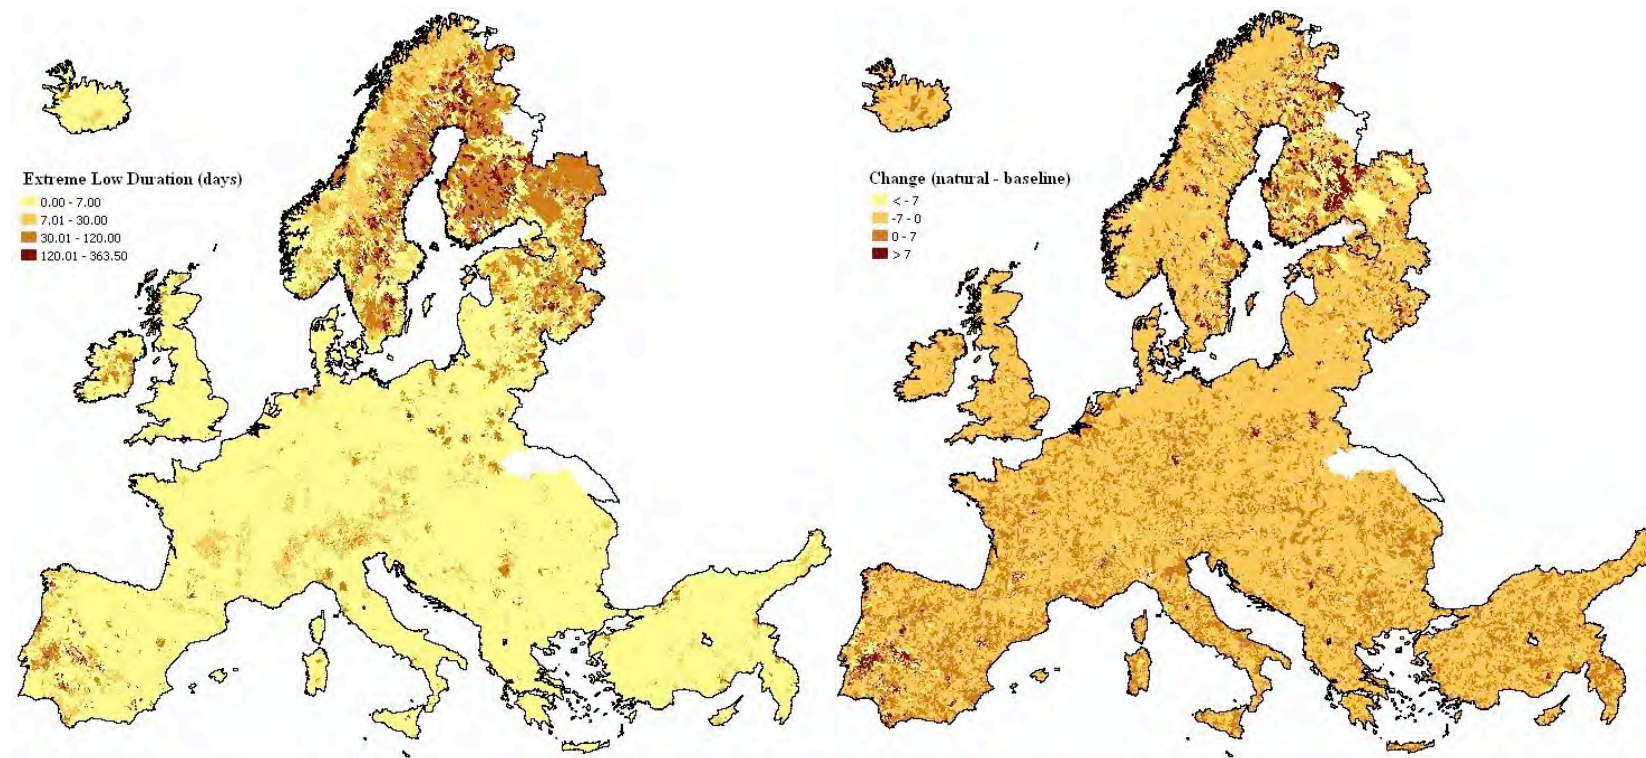 Extreme Low Duration (days)
0.00 - 7.00
7.01 - 30.00
30.01 - 120.00
120.01 - 363.50
Change (natural - baseline)
< - 7
-7 - 0
0 - 7
> 7